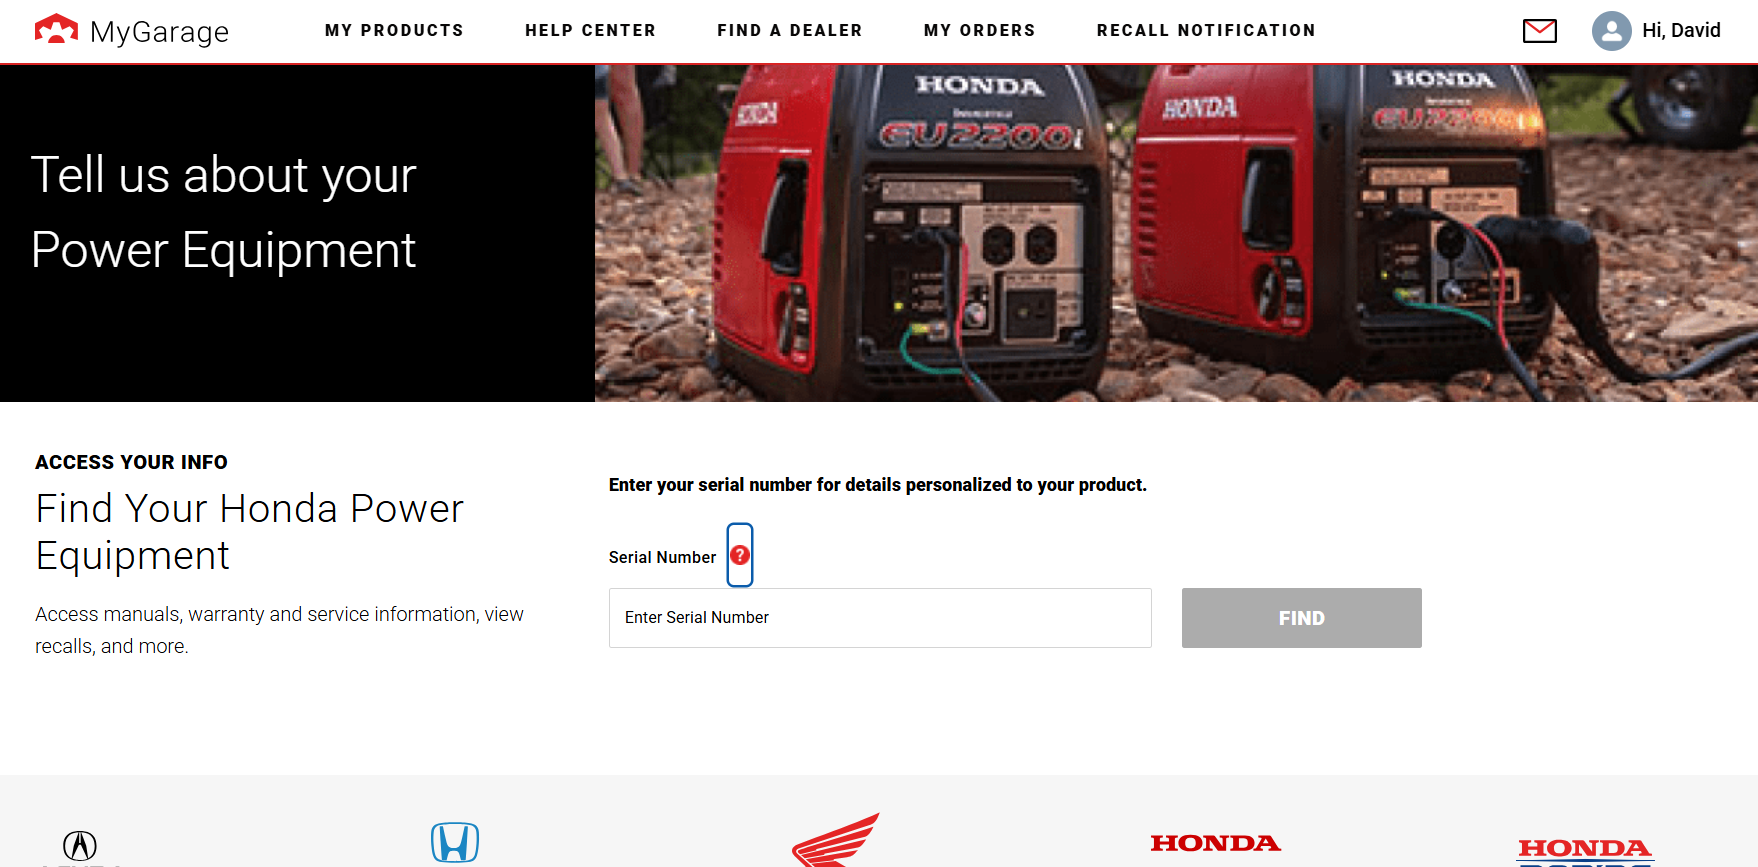 MyGarage
MY PRODUCTS
HELP CENTER
FIND A DEALER
MY ORDERS
RECALL NOTIFICATION
Hi, David
Tell us about your
Power Equipment
HONDA
HONDA
EU2200i
HONDA
HONDA
EU2200i
ACCESS YOUR INFO
Find Your Honda Power
Equipment
Access manuals, warranty and service information, view
recalls, and more.
Enter your serial number for details personalized to your product.
Serial Number ?
Enter Serial Number
FIND
HONDA
HONDA